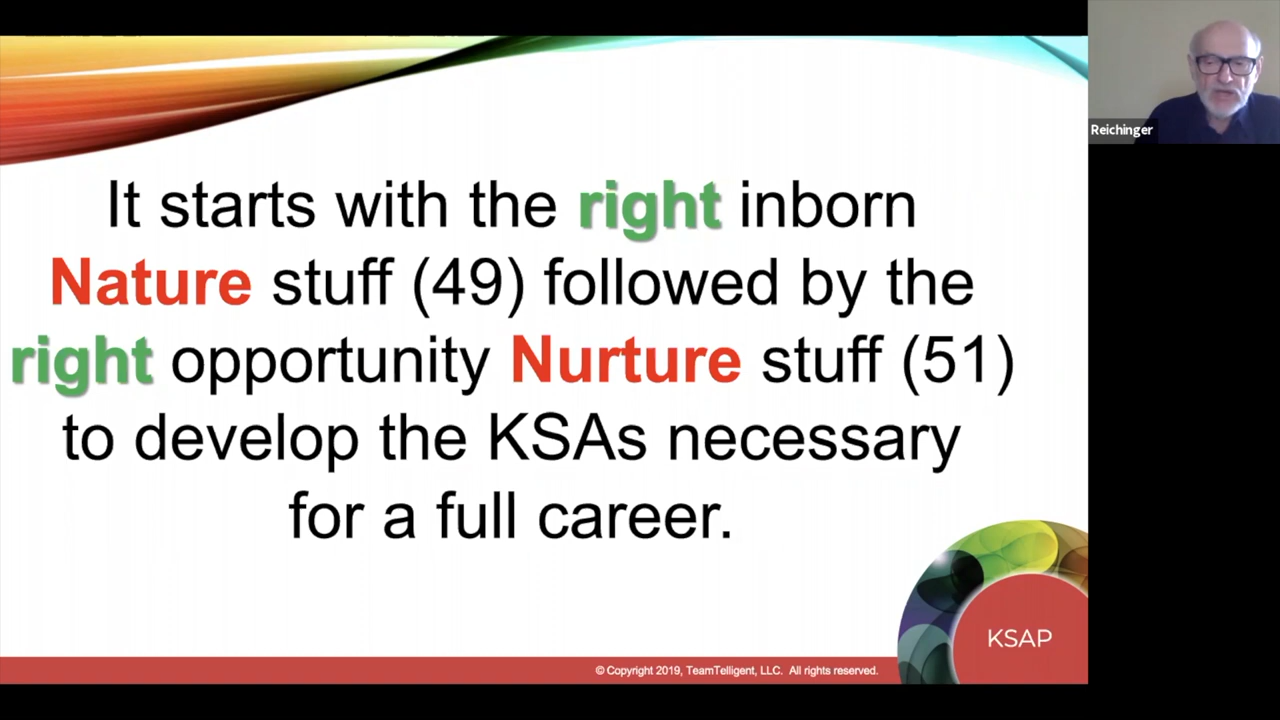 It starts with the right inborn
Nature stuff (49) followed by the
right opportunity Nurture stuff (51)
to develop the KSAs necessary
for a full career.
KSAP
© Copyright 2019, TeamTelligent, LLC. All rights reserved.
Reichinger